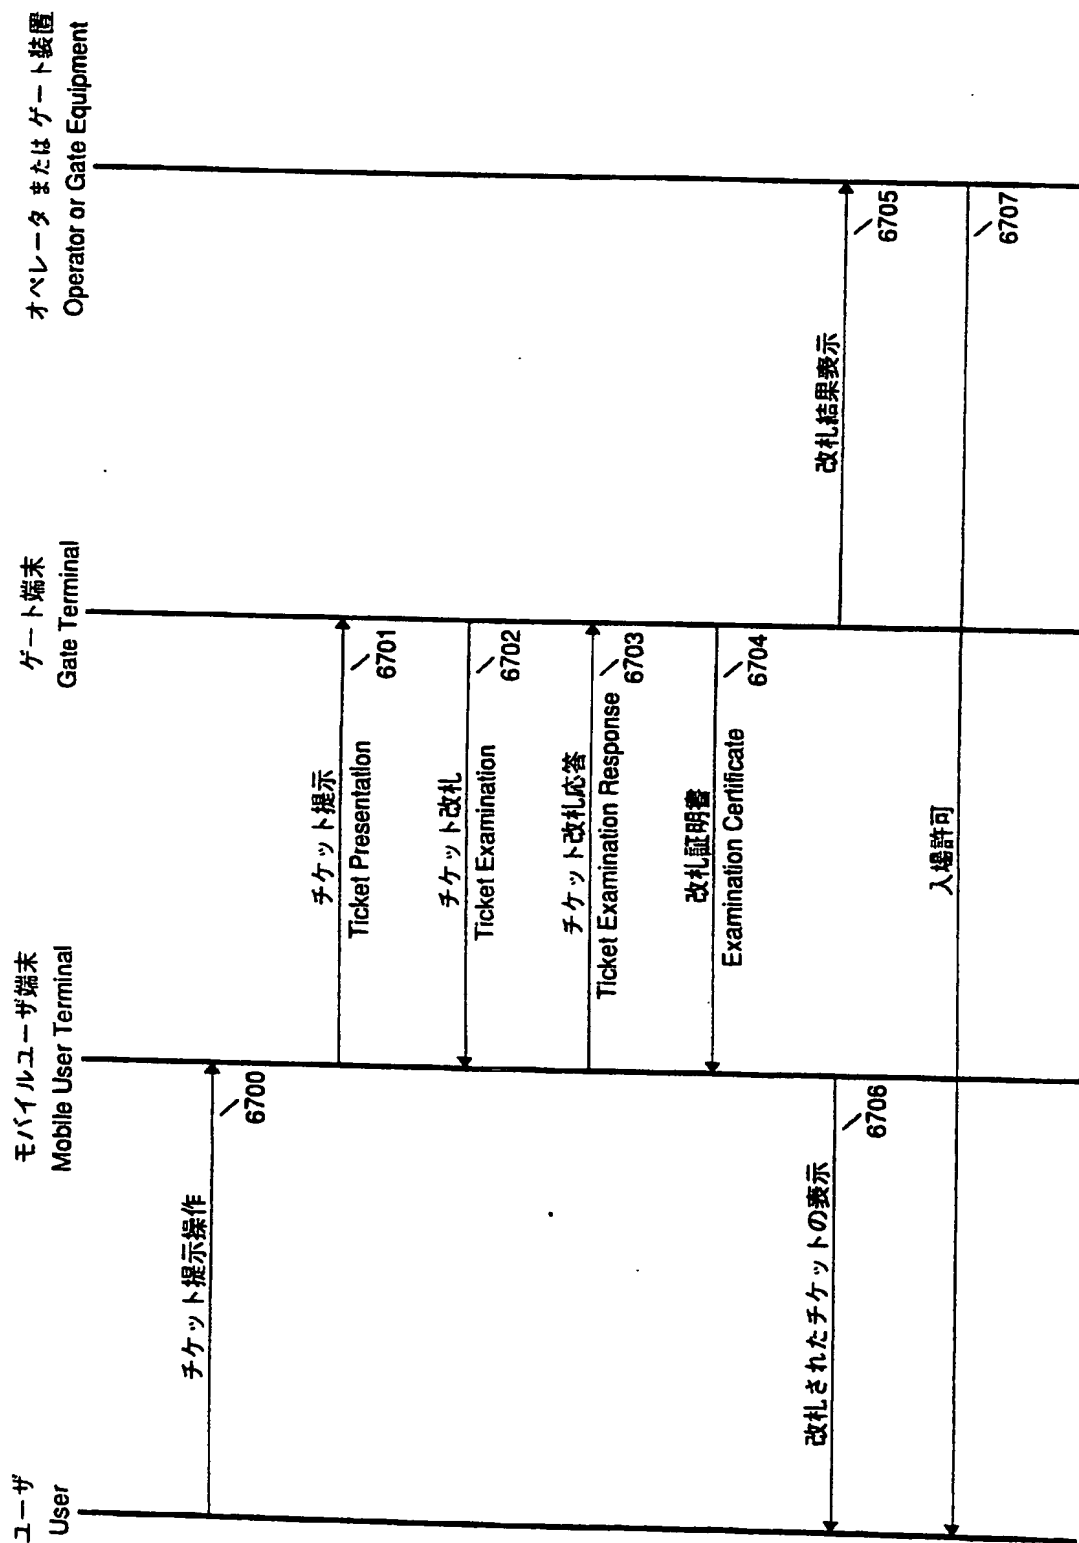 ユーザ
User
モバイルユーザ端末
Mobile User Terminal
ゲート端末
Gate Terminal
オペレータ または ゲート装置
Operator or Gate Equipment
チケット提示操作
6700
チケット提示
Ticket Presentation
6701
チケット改札
Ticket Examination
6702
チケット改札応答
Ticket Examination Response
6703
改札証明書
Examination Certificate
6704
改札結果表示
6705
改札されたチケットの表示
6706
入場許可
6707